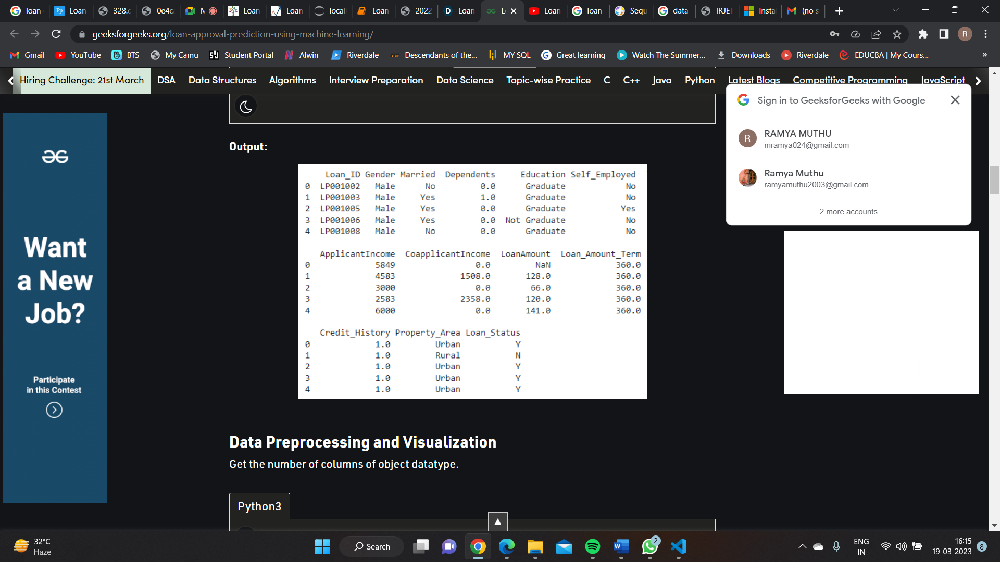 loan
Loan
328.
0e4c
M
Loan
Loan
local
Loan
2022
Loan
L
Loan
loan
Sequ
data
IRJET
Insta
(no s
geeksforgeeks.org/loan-approval-prediction-using-machine-learning/
R
Gmail YouTube BTS My Camu Student Portal Alwin Riverdale Descendants of the... MY SQL Great learning Watch The Summer... Downloads Riverdale EDUCBA | My Cours... »
Hiring Challenge: 21st March DSA Data Structures Algorithms Interview Preparation Data Science Topic-wise Practice C C++ Java Python Latest Blogs Competitive Programming JavaScript
Sign in to GeeksforGeeks with Google
R
RAMYA MUTHU
mramya024@gmail.com
Ramya Muthu
ramyamuthu2003@gmail.com
2 more accounts
Want
a New
Job?
Participate
in this Contest
Output:
Loan_ID Gender Married Dependents Education Self_Employed
0 LP001002 Male No 0.0 Graduate No
1 LP001003 Male Yes 1.0 Graduate No
2 LP001005 Male Yes 0.0 Graduate Yes
3 LP001006 Male Yes 0.0 Not Graduate No
4 LP001008 Male No 0.0 Graduate No
ApplicantIncome CoapplicantIncome LoanAmount Loan_Amount_Term
0 5849 0.0 NaN 360.0
1 4583 1508.0 128.0 360.0
2 3000 0.0 66.0 360.0
3 2583 2358.0 120.0 360.0
4 6000 0.0 141.0 360.0
Credit_History Property_Area Loan_Status
0 1.0 Urban Y
1 1.0 Rural N
2 1.0 Urban Y
3 1.0 Urban Y
4 1.0 Urban Y
Data Preprocessing and Visualization
Get the number of columns of object datatype.
Python3
32°C
Haze
Search
2
ENG
IN
16:15
19-03-2023
8